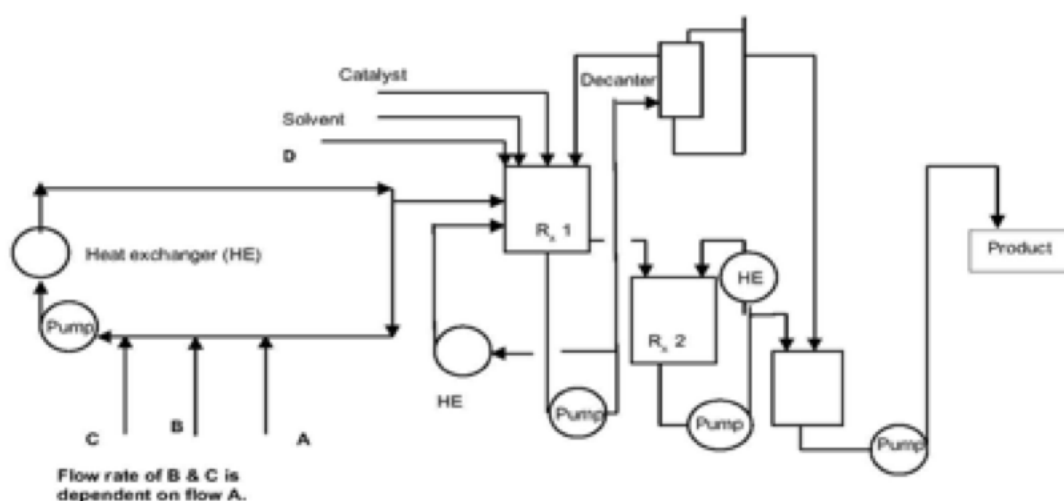 Catalyst
Decanter
Solvent
D
Rx 1
Heat exchanger (HE)
HE
Product
Pump
Rx 2
HE
Pump
Pump
Pump
C
B
A
Flow rate of B & C is
dependent on flow A.